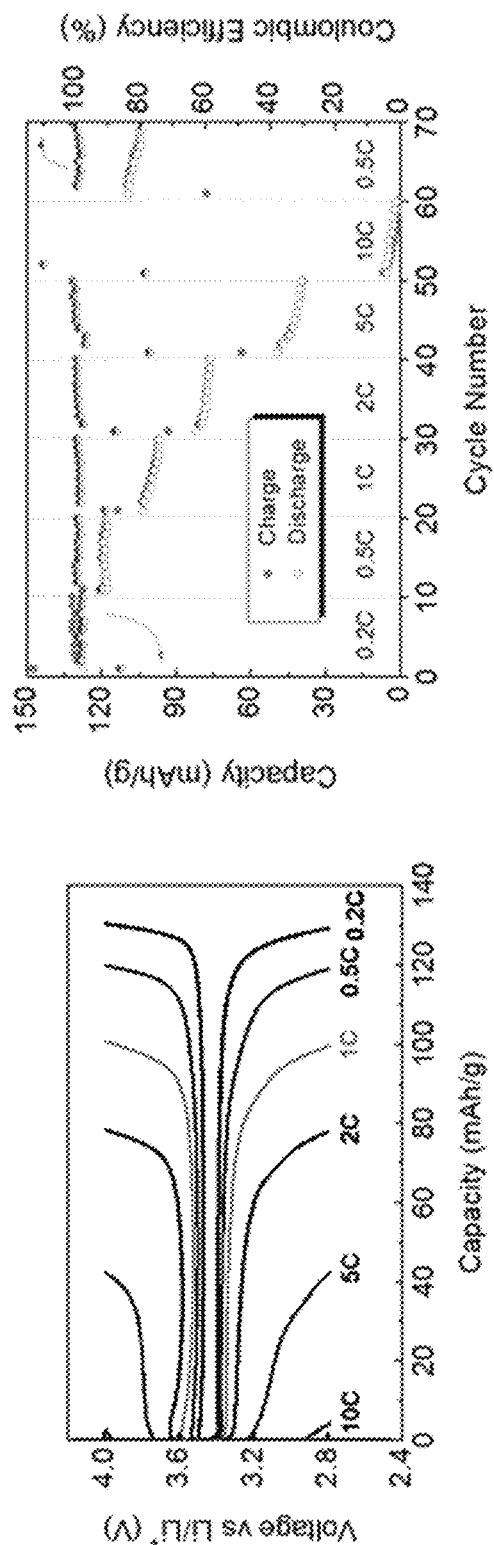 Voltage vs Li/Li+ (V)
4.0
3.6
3.2
2.8
2.4
10C
5C
2C
1C
0.5C
0.2C
0
20
40
60
80
100
120
140
Capacity (mAh/g)
Capacity (mAh/g)
150
120
90
60
30
0
Charge
Discharge
0.2C
0.5C
1C
2C
5C
10C
0.5C
0
10
20
30
40
50
60
70
Cycle Number
100
80
60
40
20
0
Coulombic Efficiency (%)